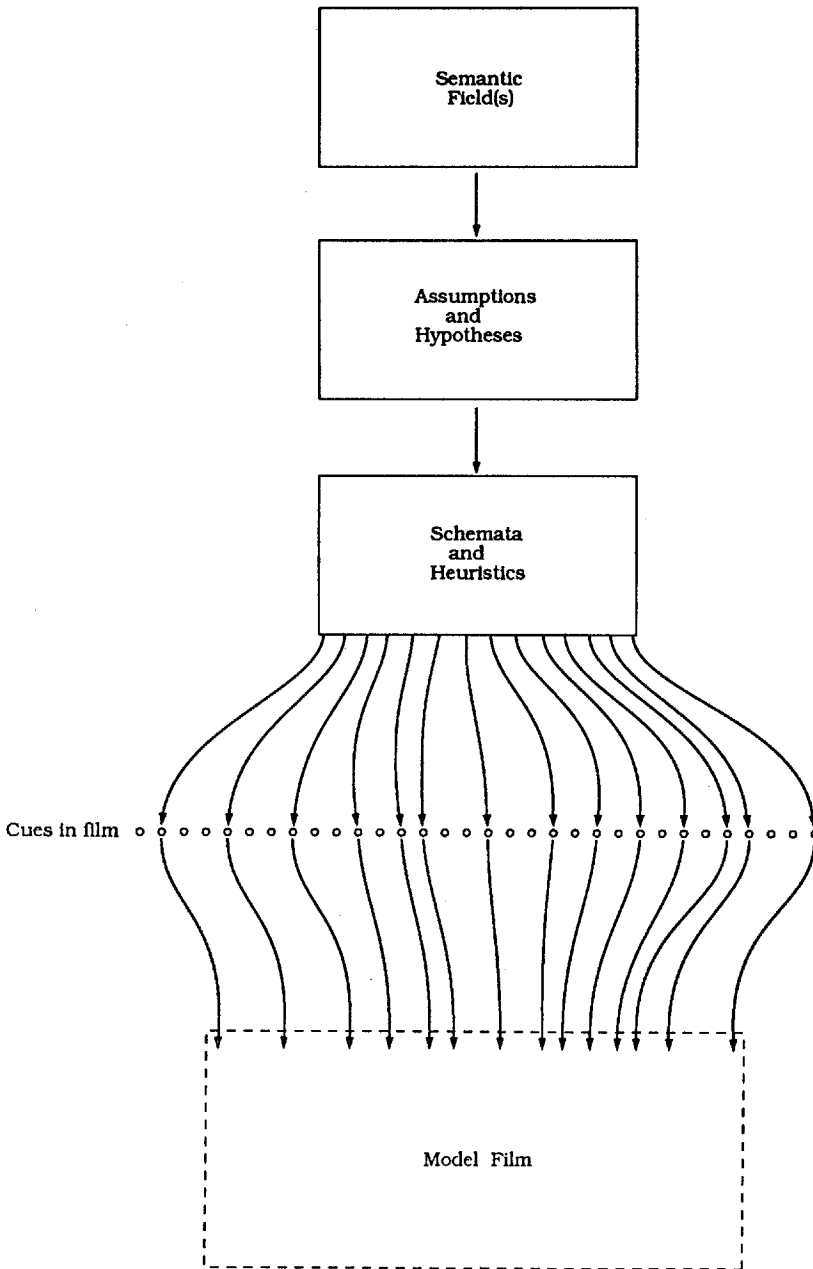 Semantic
Field(s)
Assumptions
and
Hypotheses
Schemata
and
Heuristics
Cues in film
Model Film